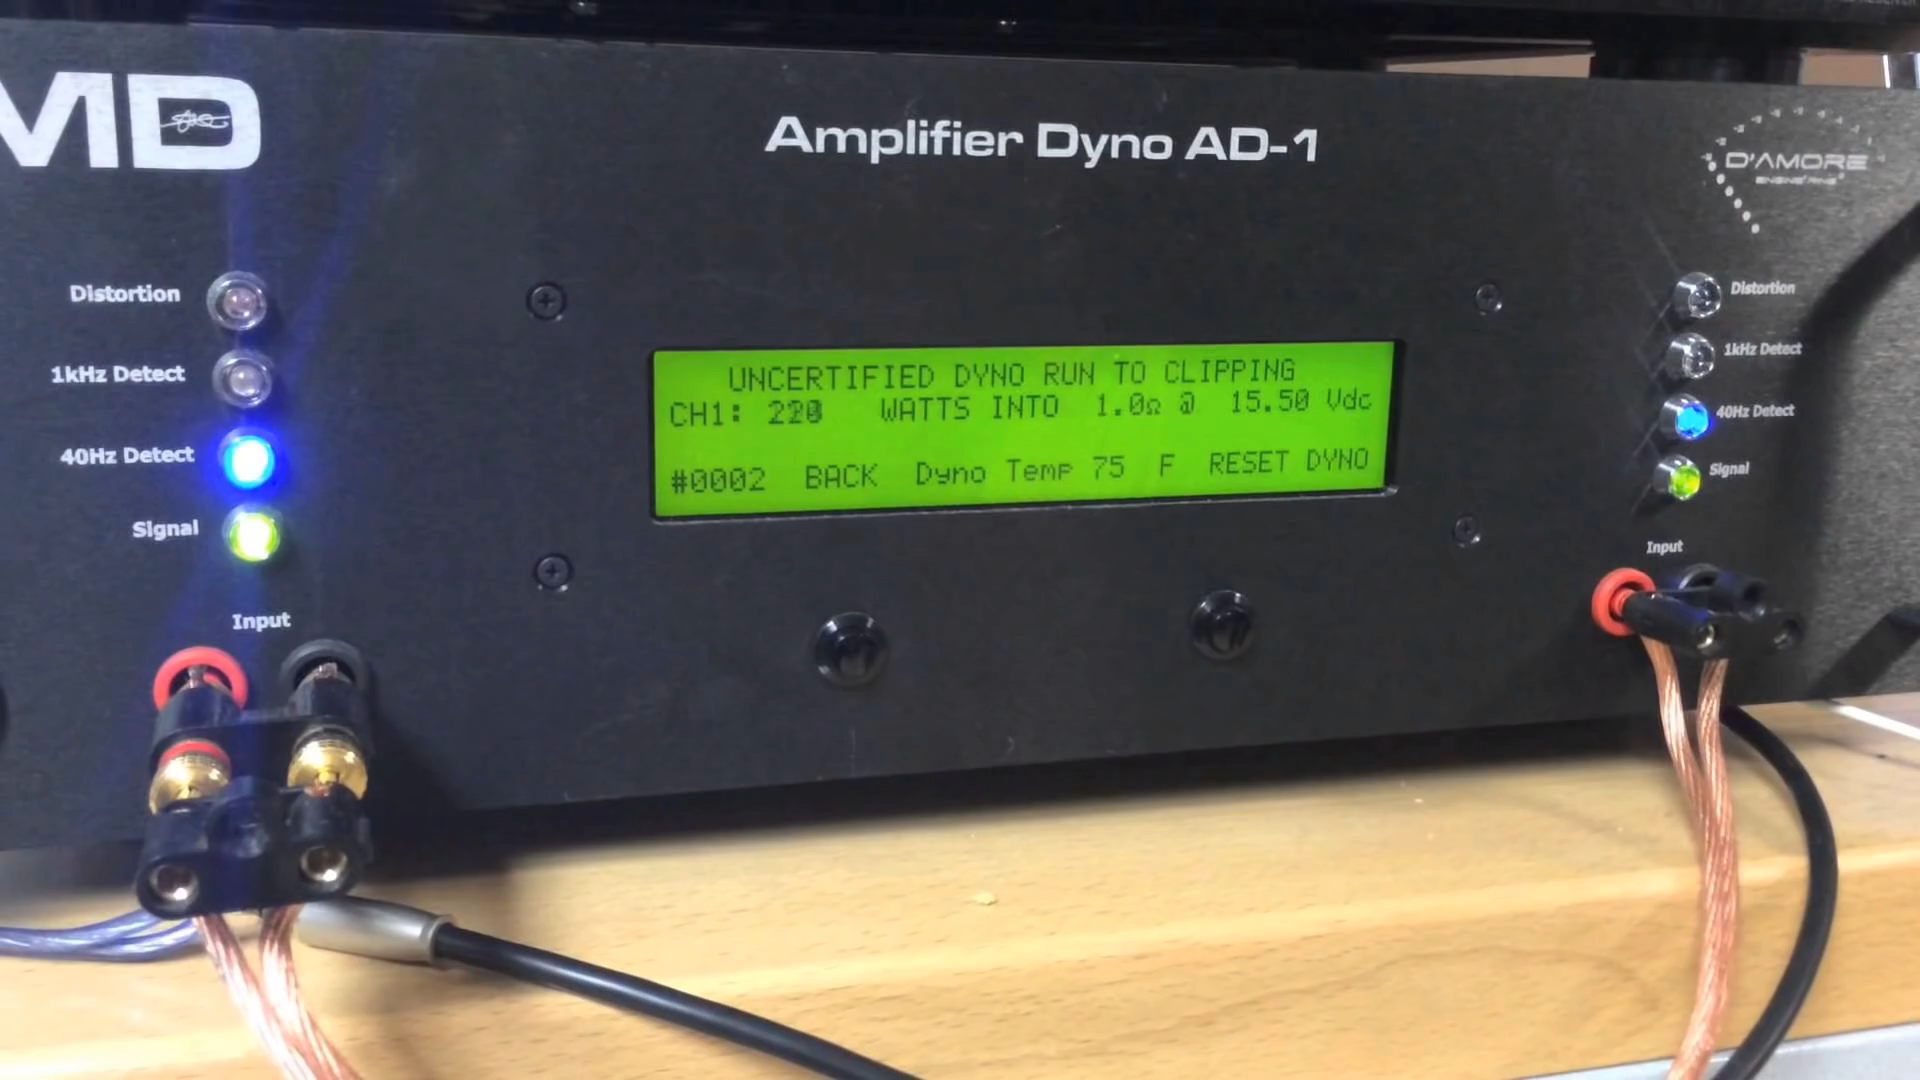 MD
Amplifier Dyno AD-1
D'AMORE
ENGINEERING
Distortion
1kHz Detect
40Hz Detect
Signal
Input
UNCERTIFIED DYNO RUN TO CLIPPING
CH1: WATTS INTO 1.0Ω @ 15.50 Vdc
#0002 BACK Dyno Temp 75 F RESET DYNO
Distortion
1kHz Detect
40Hz Detect
Signal
Input